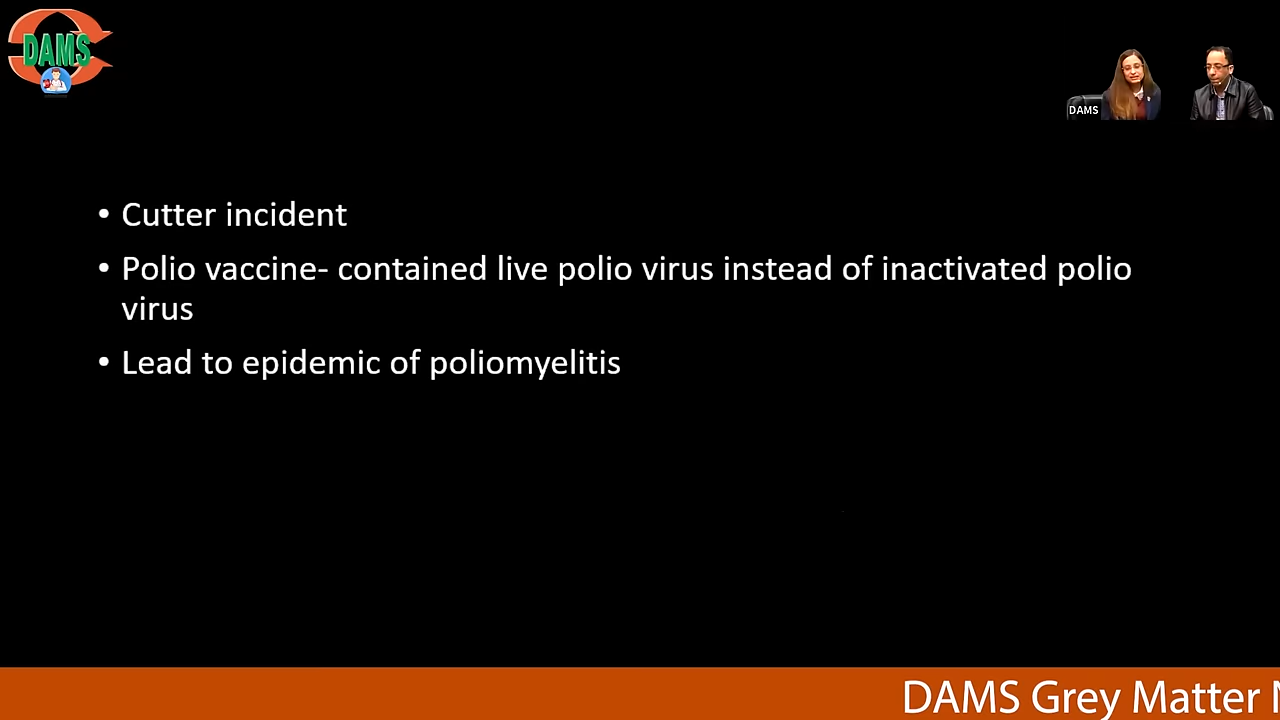 DAMS
DAMS
• Cutter incident
• Polio vaccine- contained live polio virus instead of inactivated polio
virus
• Lead to epidemic of poliomyelitis
DAMS Grey Matter N